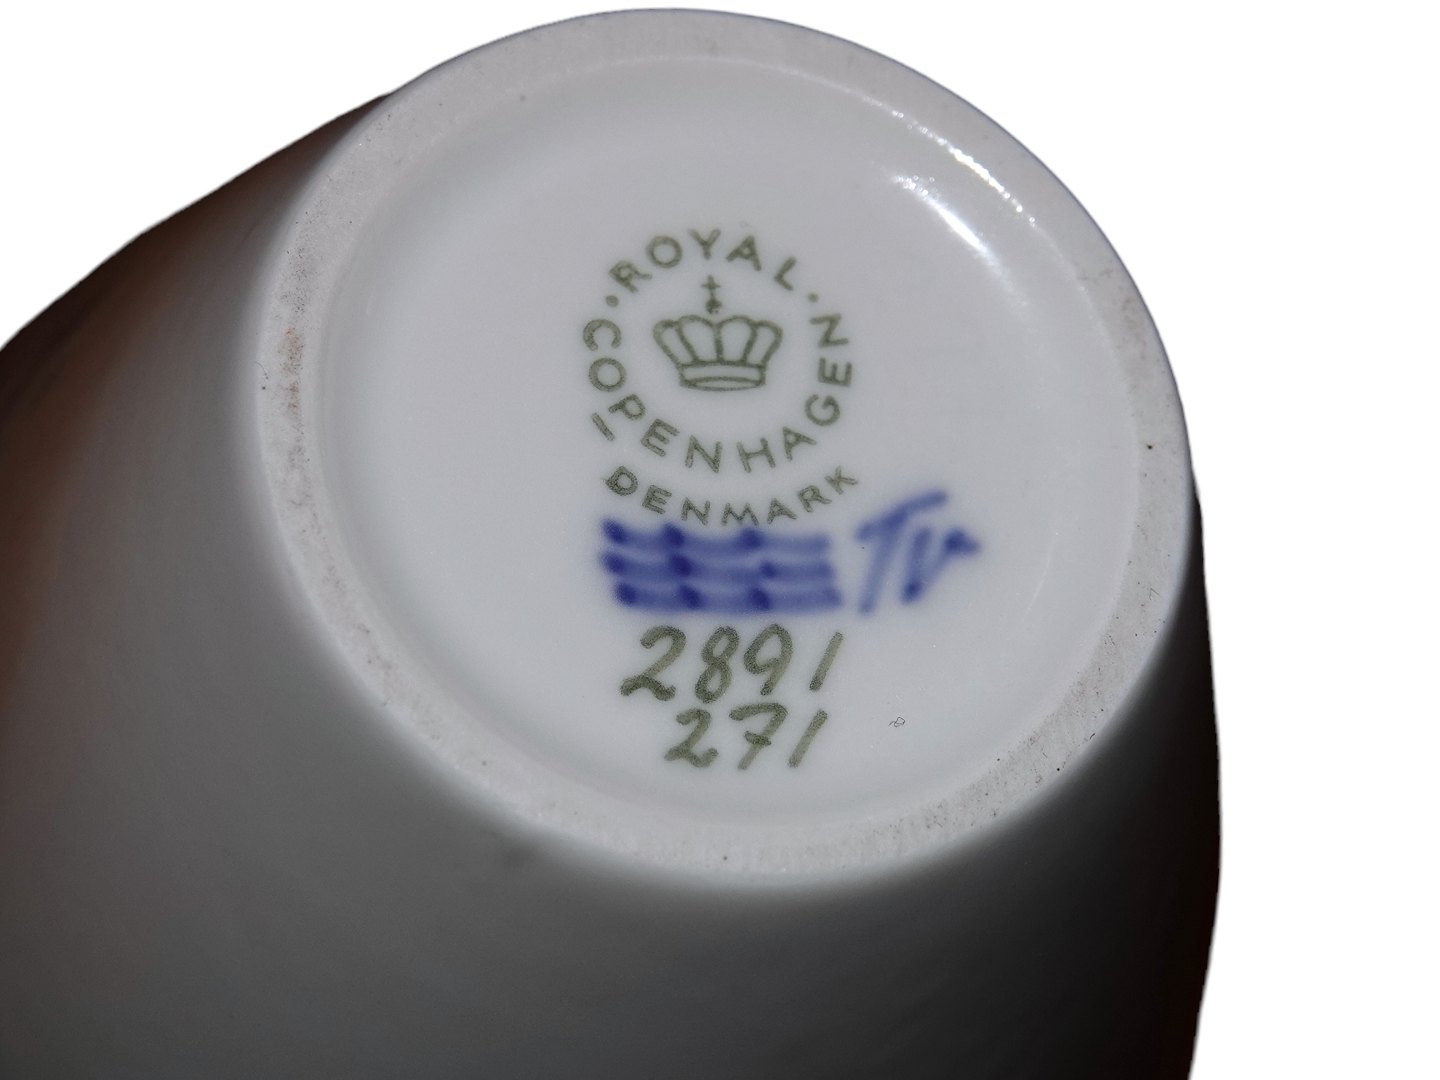 ROYAL
COPENHAGEN
DENMARK
2891
271